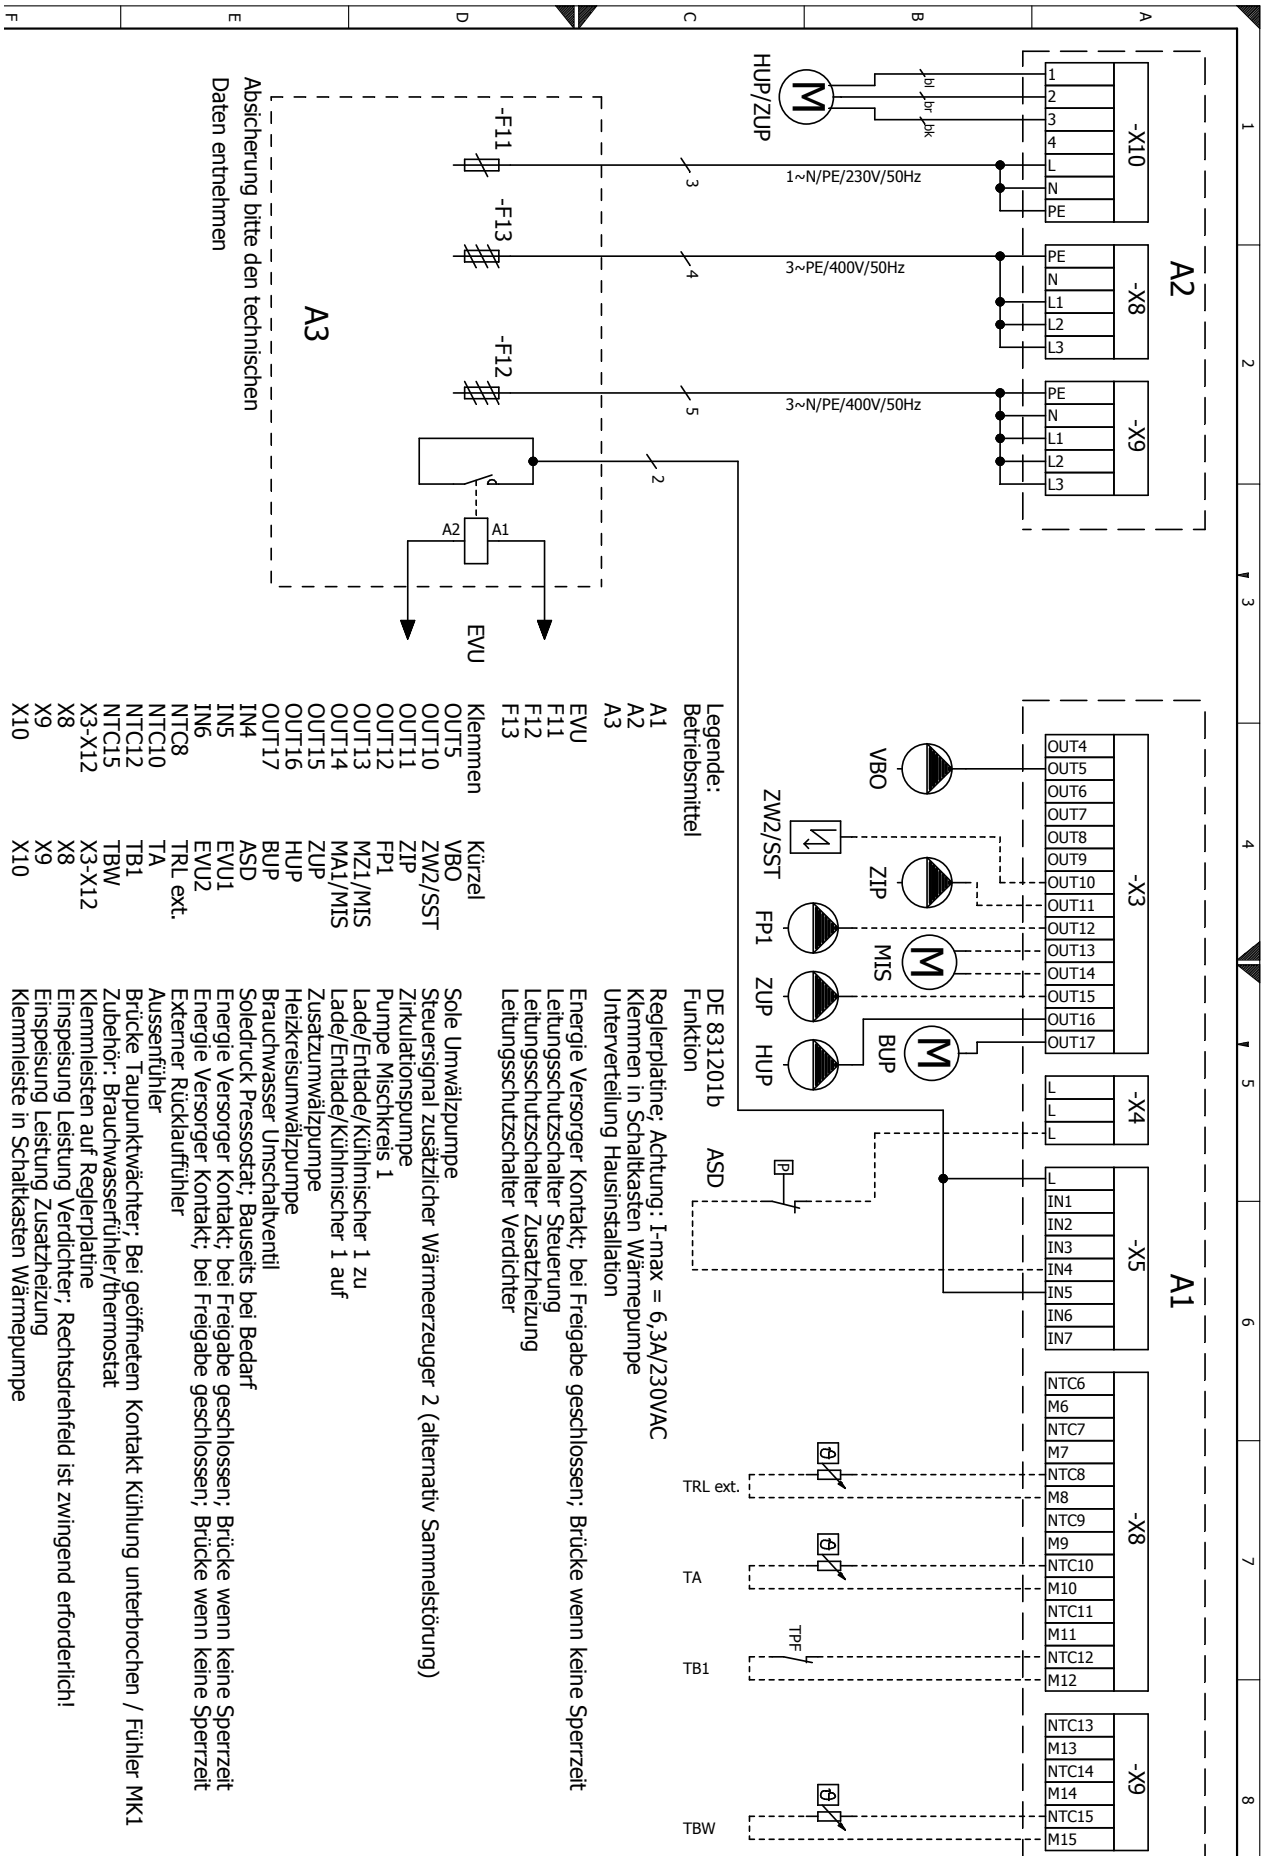 A
B
C
D
E
F
1
2
3
4
5
6
7
8
A2
-X10
1
2
3
4
L
N
PE
-X8
PE
N
L1
L2
L3
-X9
PE
N
L1
L2
L3
bl
br
bk
M
HUP/ZUP
1~N/PE/230V/50Hz
3~PE/400V/50Hz
3~N/PE/400V/50Hz
3
4
5
2
-F11
-F13
-F12
A3
A2
A1
EVU
Absicherung bitte den technischen
Daten entnehmen
A1
-X3
OUT4
OUT5
OUT6
OUT7
OUT8
OUT9
OUT10
OUT11
OUT12
OUT13
OUT14
OUT15
OUT16
OUT17
-X4
L
L
L
-X5
L
IN1
IN2
IN3
IN4
IN5
IN6
IN7
-X8
NTC6
M6
NTC7
M7
NTC8
M8
NTC9
M9
NTC10
M10
NTC11
M11
NTC12
M12
-X9
NTC13
M13
NTC14
M14
NTC15
M15
VBO
ZW2/SST
ZIP
FP1
M
MIS
ZUP
HUP
M
BUP
P
ASD
ϑ
TRL ext.
ϑ
TA
TPF
TB1
ϑ
TBW
Legende: DE 831201b
Betriebsmittel Funktion
A1 Reglerplatine; Achtung: I-max = 6,3A/230VAC
A2 Klemmen in Schaltkasten Wärmepumpe
A3 Unterverteilung Hausinstallation
EVU Energie Versorger Kontakt; bei Freigabe geschlossen; Brücke wenn keine Sperrzeit
F11 Leitungsschutzschalter Steuerung
F12 Leitungsschutzschalter Zusatzheizung
F13 Leitungsschutzschalter Verdichter
Klemmen Kürzel
OUT5 VBO Sole Umwälzpumpe
OUT10 ZW2/SST Steuersignal zusätzlicher Wärmeerzeuger 2 (alternativ Sammelstörung)
OUT11 ZIP Zirkulationspumpe
OUT12 FP1 Pumpe Mischkreis 1
OUT13 MZ1/MIS Lade/Entlade/Kühlmischer 1 zu
OUT14 MA1/MIS Lade/Entlade/Kühlmischer 1 auf
OUT15 ZUP Zusatzumwälzpumpe
OUT16 HUP Heizkreisumwälzpumpe
OUT17 BUP Brauchwasser Umschaltventil
IN4 ASD Soledruck Pressostat; Bauseits bei Bedarf
IN5 EVU1 Energie Versorger Kontakt; bei Freigabe geschlossen; Brücke wenn keine Sperrzeit
IN6 EVU2 Energie Versorger Kontakt; bei Freigabe geschlossen; Brücke wenn keine Sperrzeit
NTC8 TRL ext. Externer Rücklauffühler
NTC10 TA Aussenfühler
NTC12 TB1 Brücke Taupunktwächter; Bei geöffnetem Kontakt Kühlung unterbrochen / Fühler MK1
NTC15 TBW Zubehör: Brauchwasserfühler/thermostat
X3-X12 X3-X12 Klemmleisten auf Reglerplatine
X8 X8 Einspeisung Leistung Verdichter; Rechtsdrehfeld ist zwingend erforderlich!
X9 X9 Einspeisung Leistung Zusatzheizung
X10 X10 Klemmleiste in Schaltkasten Wärmepumpe